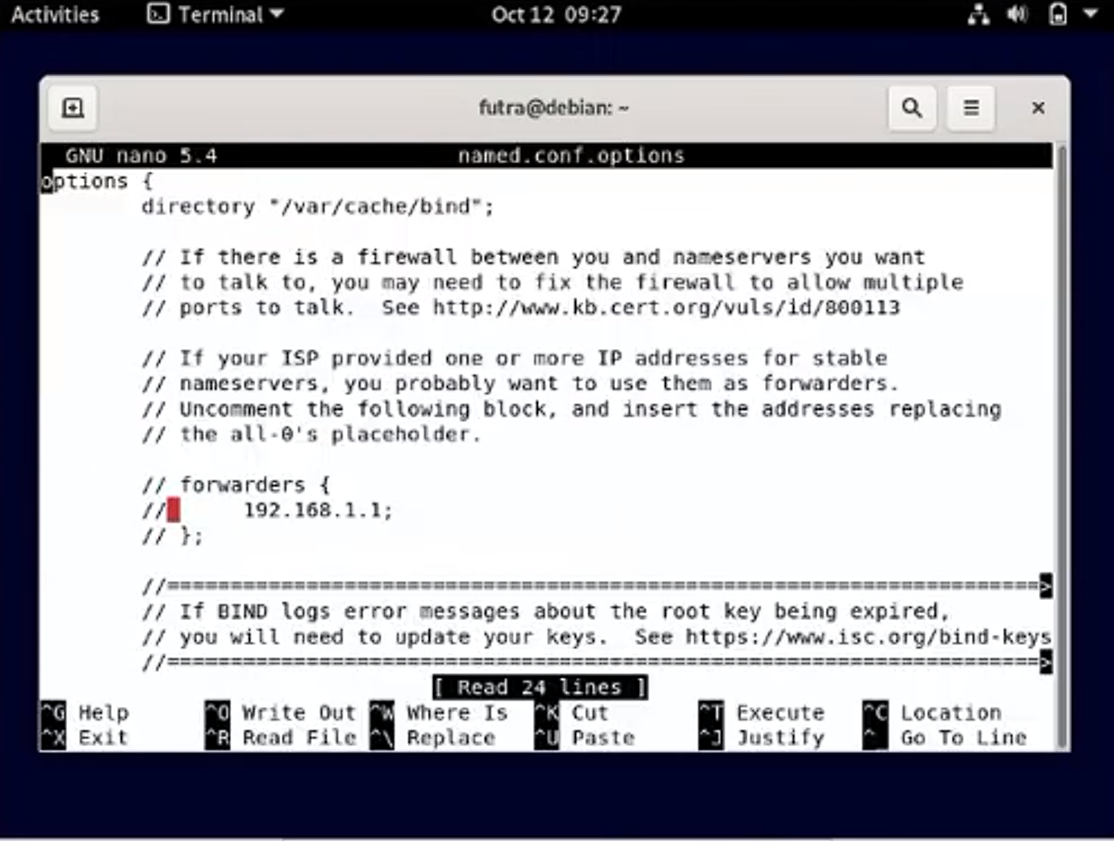 Activities Terminal Oct 12 09:27
futra@debian: ~
GNU nano 5.4 named.conf.options
options {
directory "/var/cache/bind";
// If there is a firewall between you and nameservers you want
// to talk to, you may need to fix the firewall to allow multiple
// ports to talk. See http://www.kb.cert.org/vuls/id/800113
// If your ISP provided one or more IP addresses for stable
// nameservers, you probably want to use them as forwarders.
// Uncomment the following block, and insert the addresses replacing
// the all-0's placeholder.
// forwarders {
// 192.168.1.1;
// };
//=====================================================================>
// If BIND logs error messages about the root key being expired,
// you will need to update your keys. See https://www.isc.org/bind-keys
//=====================================================================>
[ Read 24 lines ]
^G Help ^O Write Out ^W Where Is ^K Cut ^T Execute ^C Location
^X Exit ^R Read File ^\ Replace ^U Paste ^J Justify ^_ Go To Line